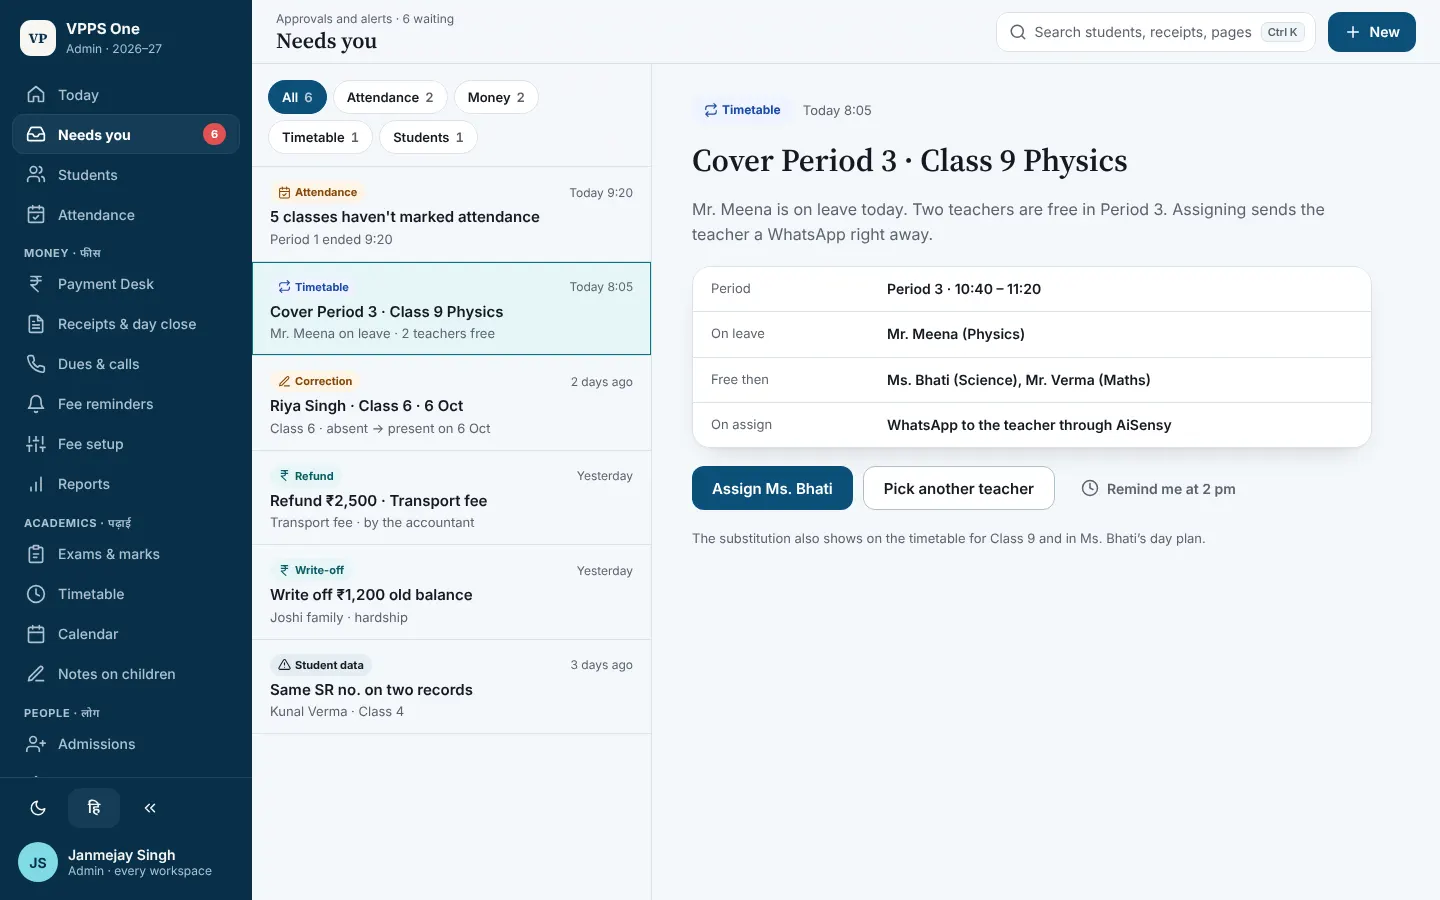 VP
VPPS One
Admin · 2026–27
Today
Needs you
6
Students
Attendance
MONEY · फीस
Payment Desk
Receipts & day close
Dues & calls
Fee reminders
Fee setup
Reports
ACADEMICS · पढ़ाई
Exams & marks
Timetable
Calendar
Notes on children
PEOPLE · लोग
Admissions
हि
JS
Janmejay Singh
Admin · every workspace
Approvals and alerts · 6 waiting
Needs you
Search students, receipts, pages
Ctrl K
New
All 6
Attendance 2
Money 2
Timetable 1
Students 1
Attendance
Today 9:20
5 classes haven't marked attendance
Period 1 ended 9:20
Timetable
Today 8:05
Cover Period 3 · Class 9 Physics
Mr. Meena on leave · 2 teachers free
Correction
2 days ago
Riya Singh · Class 6 · 6 Oct
Class 6 · absent → present on 6 Oct
₹ Refund
Yesterday
Refund ₹2,500 · Transport fee
Transport fee · by the accountant
₹ Write-off
Yesterday
Write off ₹1,200 old balance
Joshi family · hardship
Student data
3 days ago
Same SR no. on two records
Kunal Verma · Class 4
Timetable
Today 8:05
Cover Period 3 · Class 9 Physics
Mr. Meena is on leave today. Two teachers are free in Period 3. Assigning sends the
teacher a WhatsApp right away.
Period
Period 3 · 10:40 – 11:20
On leave
Mr. Meena (Physics)
Free then
Ms. Bhati (Science), Mr. Verma (Maths)
On assign
WhatsApp to the teacher through AiSensy
Assign Ms. Bhati
Pick another teacher
Remind me at 2 pm
The substitution also shows on the timetable for Class 9 and in Ms. Bhati’s day plan.